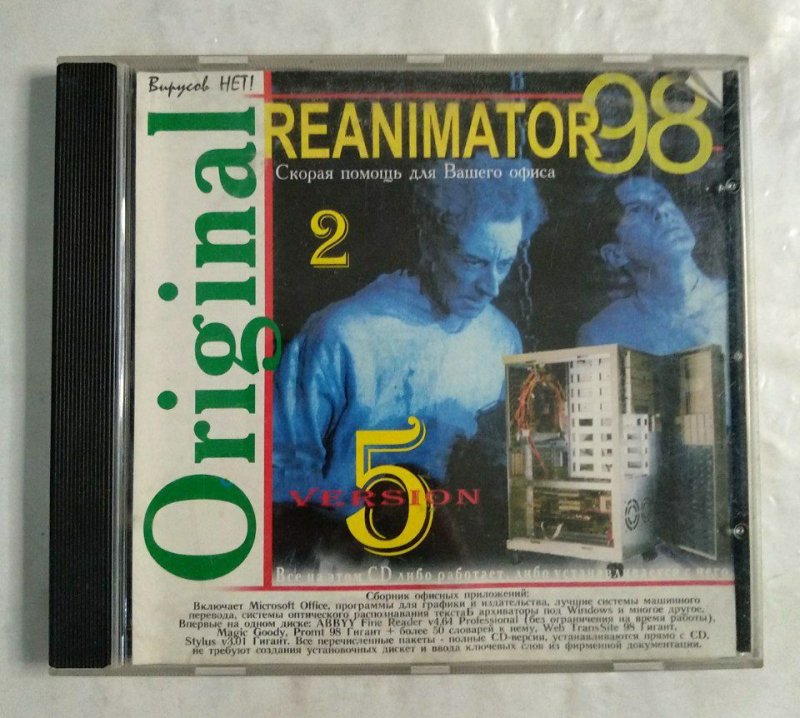 Вирусов НЕТ!
Original
REANIMATOR 98
Скорая помощь для Вашего офиса
2
5
VERSION
Все на этом CD либо работает, либо устанавливается с него
Сборник офисных приложений:
Включает Microsoft Office, программы для графики и издательства, лучшие системы машинного
перевода, системы оптического распознавания текстаБ архиваторы под Windows и многое другое.
Впервые на одном диске: ABBYY Fine Reader v4.64 Professional (без ограничения на время работы),
Magic Goody, Promt 98 Гигант + более 50 словарей к нему, Web TransSite 98 Гигант,
Stylus v3.01 Гигант. Все перечисленные пакеты - полные CD-версии, устанавливаются прямо с CD,
не требуют создания установочных дискет и ввода ключевых слов из фирменной документации.